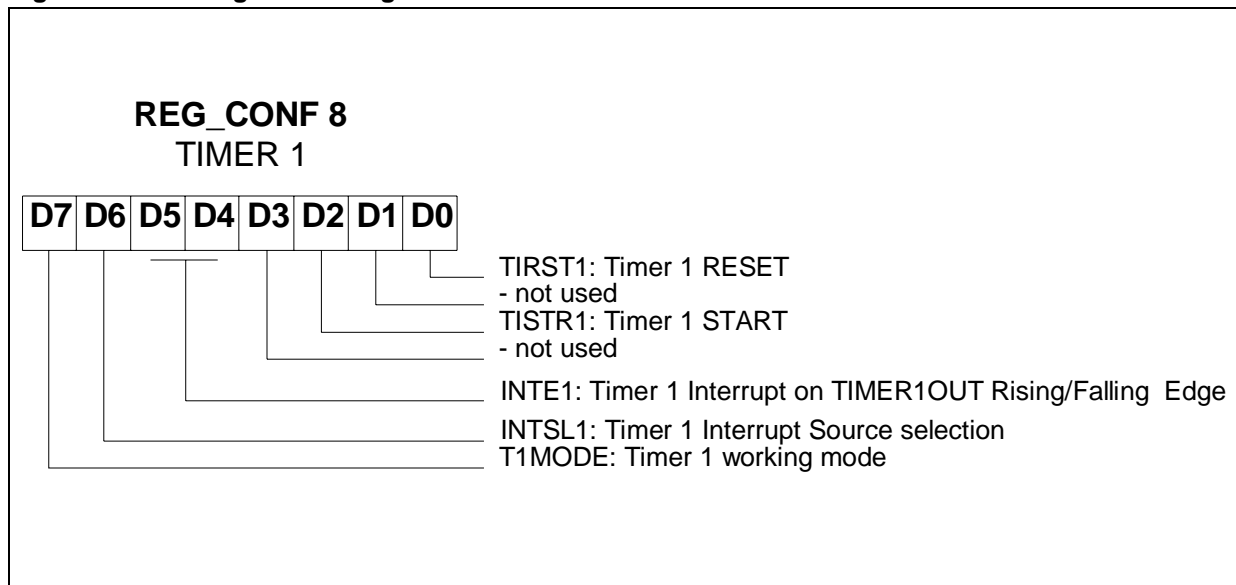 REG_CONF 8
TIMER 1
D7 D6 D5 D4 D3 D2 D1 D0
TIRST1: Timer 1 RESET
- not used
TISTR1: Timer 1 START
- not used
INTE1: Timer 1 Interrupt on TIMER1OUT Rising/Falling Edge
INTSL1: Timer 1 Interrupt Source selection
T1MODE: Timer 1 working mode